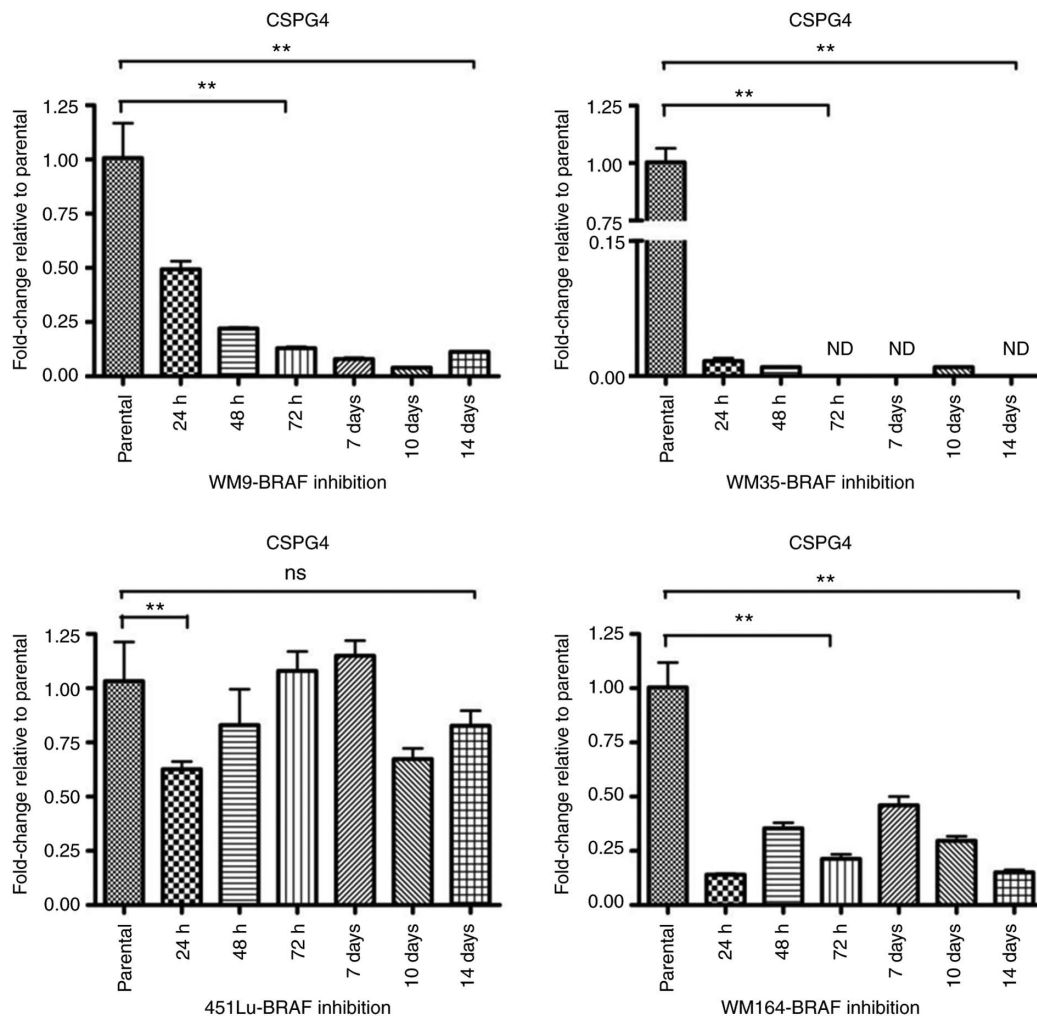 CSPG4
**
**
Fold-change relative to parental
1.25
1.00
0.75
0.50
0.25
0.00
Parental
24 h
48 h
72 h
7 days
10 days
14 days
WM9-BRAF inhibition
CSPG4
**
**
Fold-change relative to parental
1.25
1.00
0.75
0.15
0.00
ND
ND
ND
Parental
24 h
48 h
72 h
7 days
10 days
14 days
WM35-BRAF inhibition
CSPG4
ns
**
Fold-change relative to parental
1.25
1.00
0.75
0.50
0.25
0.00
Parental
24 h
48 h
72 h
7 days
10 days
14 days
451Lu-BRAF inhibition
CSPG4
**
**
Fold-change relative to parental
1.25
1.00
0.75
0.50
0.25
0.00
Parental
24 h
48 h
72 h
7 days
10 days
14 days
WM164-BRAF inhibition